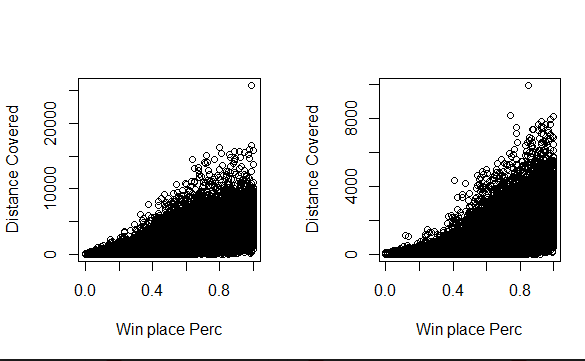 Distance Covered
20000
10000
0
0.0 0.4 0.8
Win place Perc
Distance Covered
8000
4000
0
0.0 0.4 0.8
Win place Perc